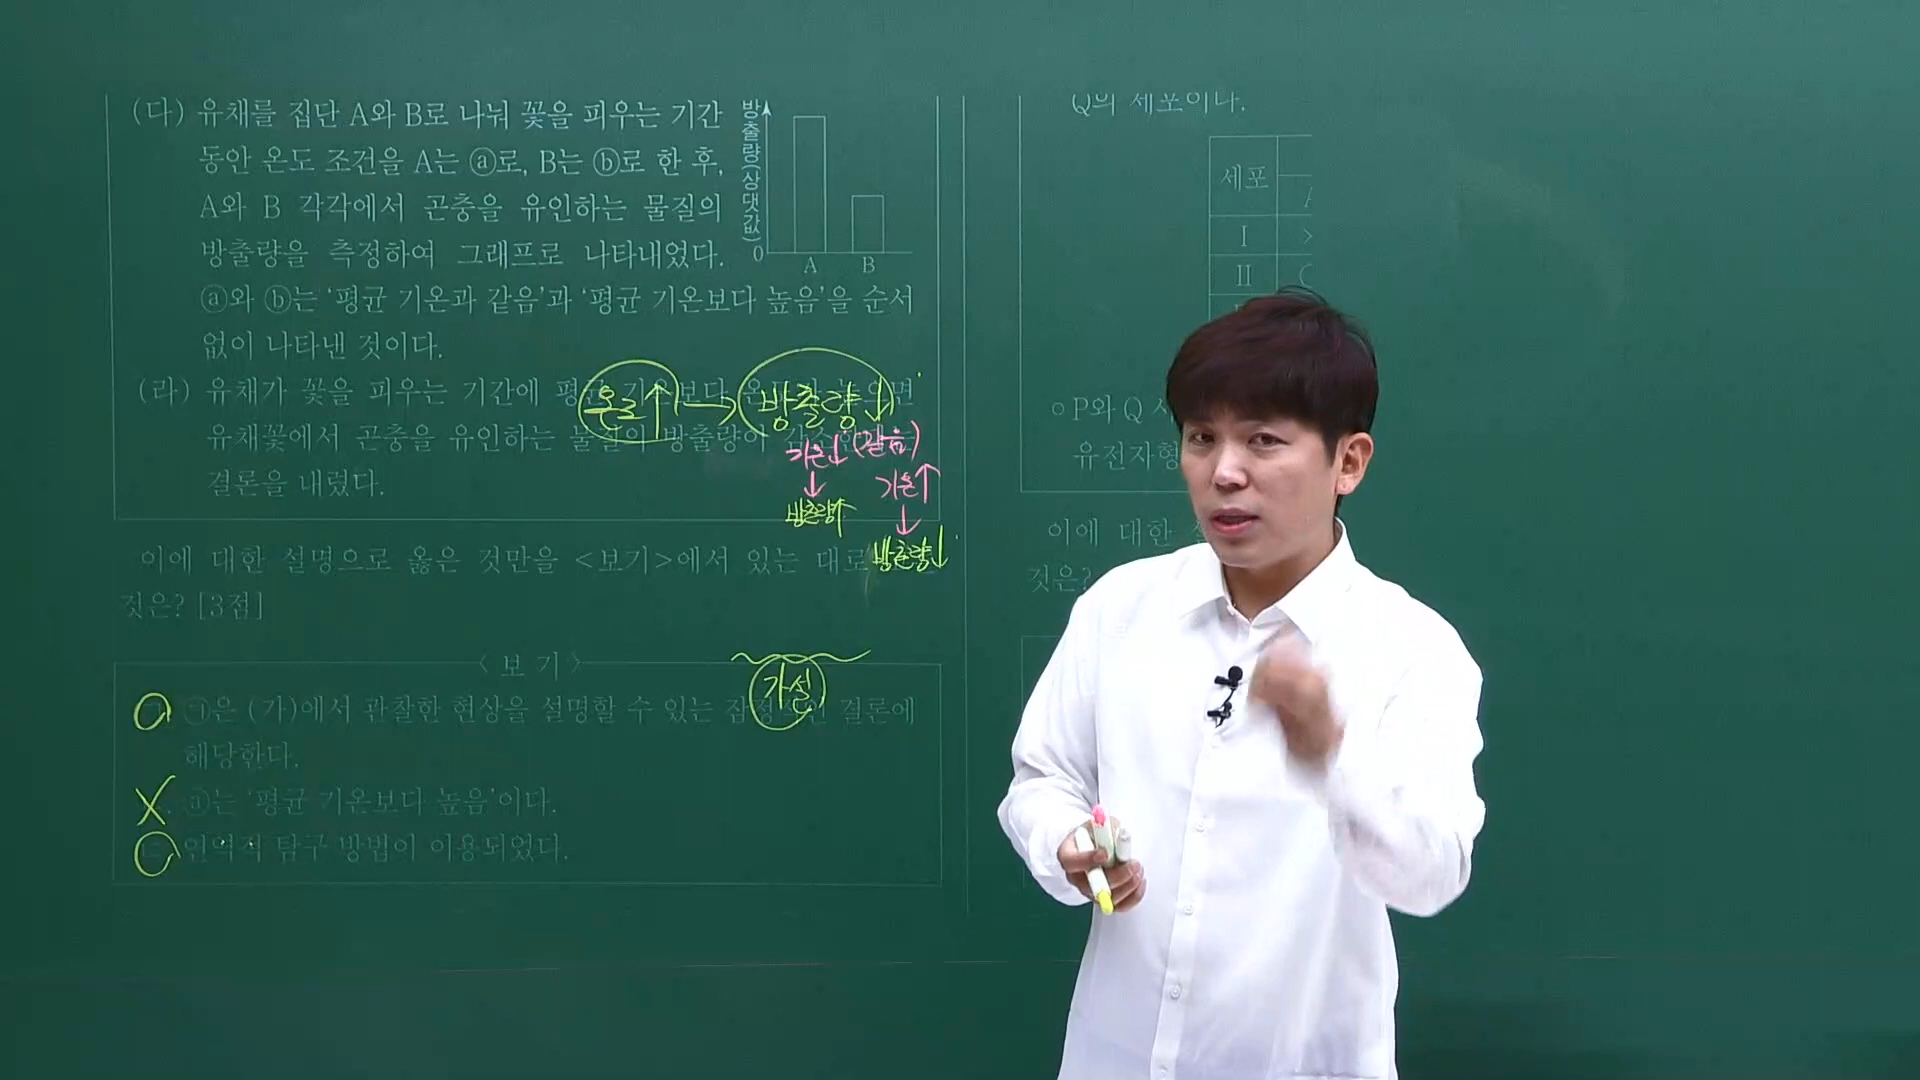 (다) 유채를 집단 A와 B로 나눠 꽃을 피우는 기간
동안 온도 조건을 A는 ⓐ로, B는 ⓑ로 한 후,
A와 B 각각에서 곤충을 유인하는 물질의
방출량을 측정하여 그래프로 나타내었다.
ⓐ와 ⓑ는 '평균 기온과 같음'과 '평균 기온보다 높음'을 순서
없이 나타낸 것이다.
방출량(상댓값)
0
A B
(라) 유채가 꽃을 피우는 기간에 평균 기온보다
유채꽃에서 곤충을 유인하는 물질의 방출량이
결론을 내렸다.
온도↑ → 방출량↓
기온↓ (같음)
↓
방출량↑
기온↑
↓
방출량↓
이에 대한 설명으로 옳은 것만을 <보기>에서 있는 대로
것은? [3점]
<보 기>
가설
O ㉠은 (가)에서 관찰한 현상을 설명할 수 있는 잠정적인 결론에
해당한다.
X ⓐ는 '평균 기온보다 높음'이다.
O 연역적 탐구 방법이 이용되었다.
Q의 세포이다.
세포
I
II
○ P와 Q
유전자형
이에 대한
것은?